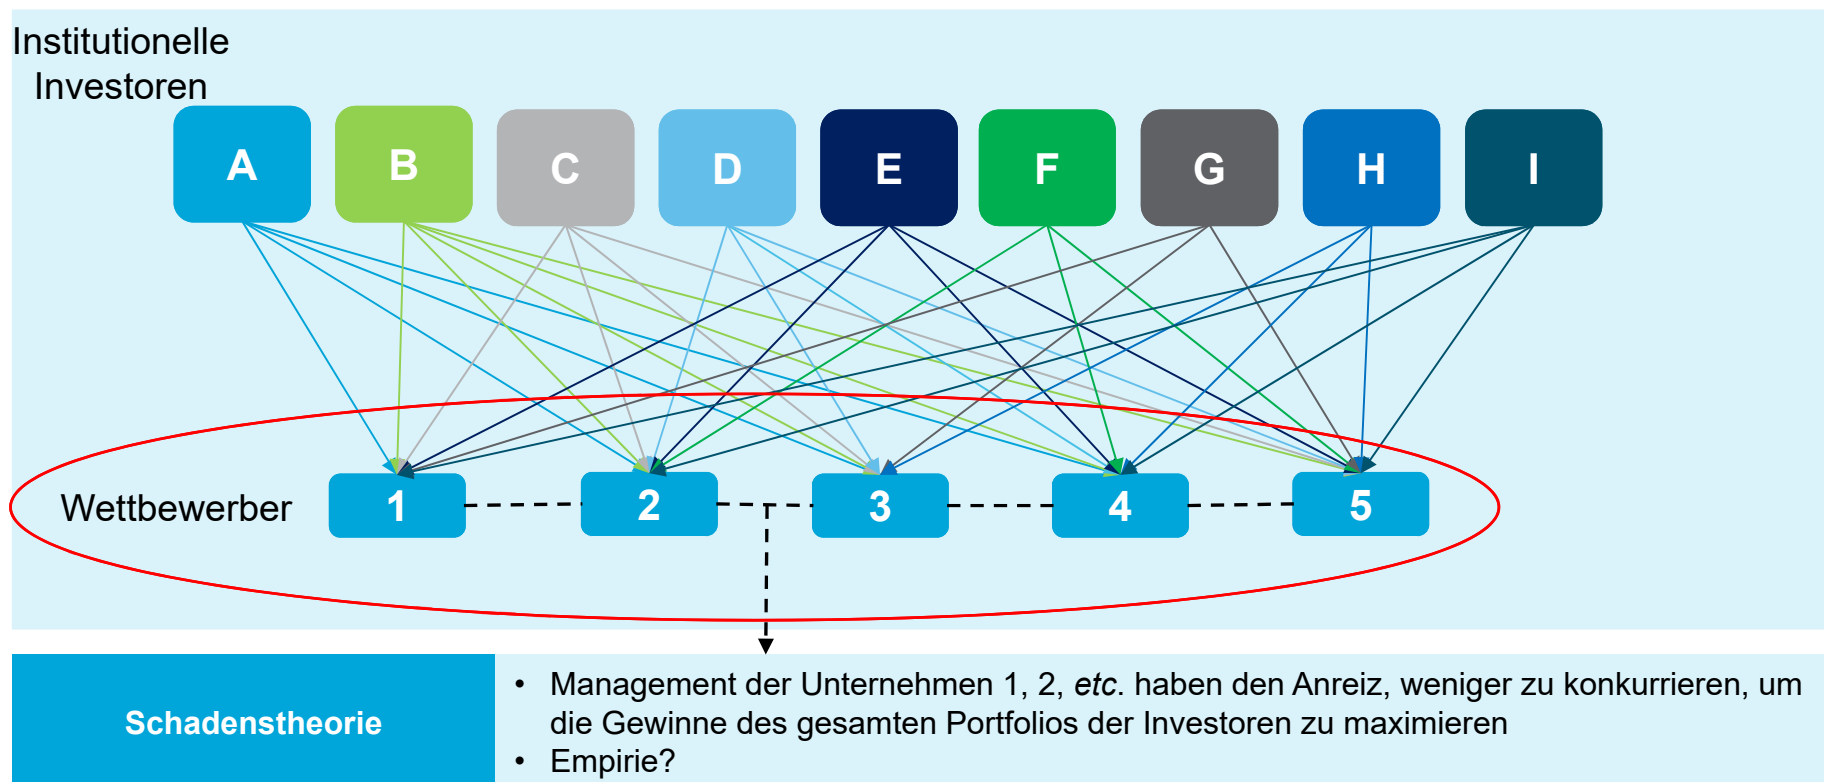 Institutionelle
Investoren
A B C D E F G H I
Wettbewerber 1 2 3 4 5
Schadenstheorie
• Management der Unternehmen 1, 2, etc. haben den Anreiz, weniger zu konkurrieren, um
die Gewinne des gesamten Portfolios der Investoren zu maximieren
• Empirie?